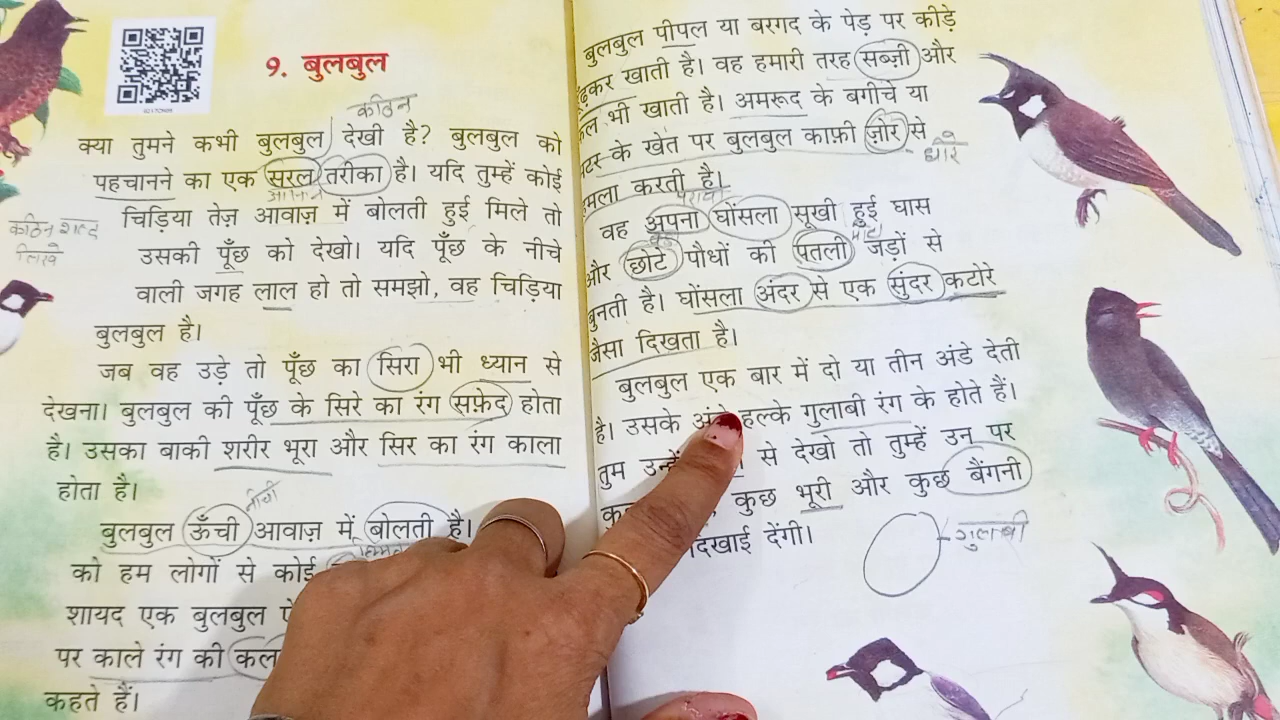 9. बुलबुल
कठिन
क्या तुमने कभी बुलबुल देखी है? बुलबुल को
पहचानने का एक सरल तरीका है। यदि तुम्हें कोई
चिड़िया तेज़ आवाज़ में बोलती हुई मिले तो
कठिन शब्द
लिखे
उसकी पूँछ को देखो। यदि पूँछ के नीचे
वाली जगह लाल हो तो समझो, वह चिड़िया
बुलबुल है।
जब वह उड़े तो पूँछ का सिरा भी ध्यान से
देखना। बुलबुल की पूँछ के सिरे का रंग सफ़ेद होता
है। उसका बाकी शरीर भूरा और सिर का रंग काला
होता है।
नीची
बुलबुल ऊँची आवाज़ में बोलती है।
को हम लोगों से कोई
शायद एक बुलबुल
पर काले रंग की
कहते हैं।
बुलबुल पीपल या बरगद के पेड़ पर कीड़े
खाती है। वह हमारी तरह सब्ज़ी और
भी खाती है। अमरूद के बगीचे या
के खेत पर बुलबुल काफ़ी ज़ोर से
धीरे
करती है।
पराया
वह अपना घोंसला सूखी हुई घास
और छोटे पौधों की पतली जड़ों से
बुनती है। घोंसला अंदर से एक सुंदर कटोरे
जैसा दिखता है।
बुलबुल एक बार में दो या तीन अंडे देती
है। उसके हल्के गुलाबी रंग के होते हैं।
तुम से देखो तो तुम्हें उन पर
कुछ भूरी और कुछ बैंगनी
दिखाई देंगी।
गुलाबी